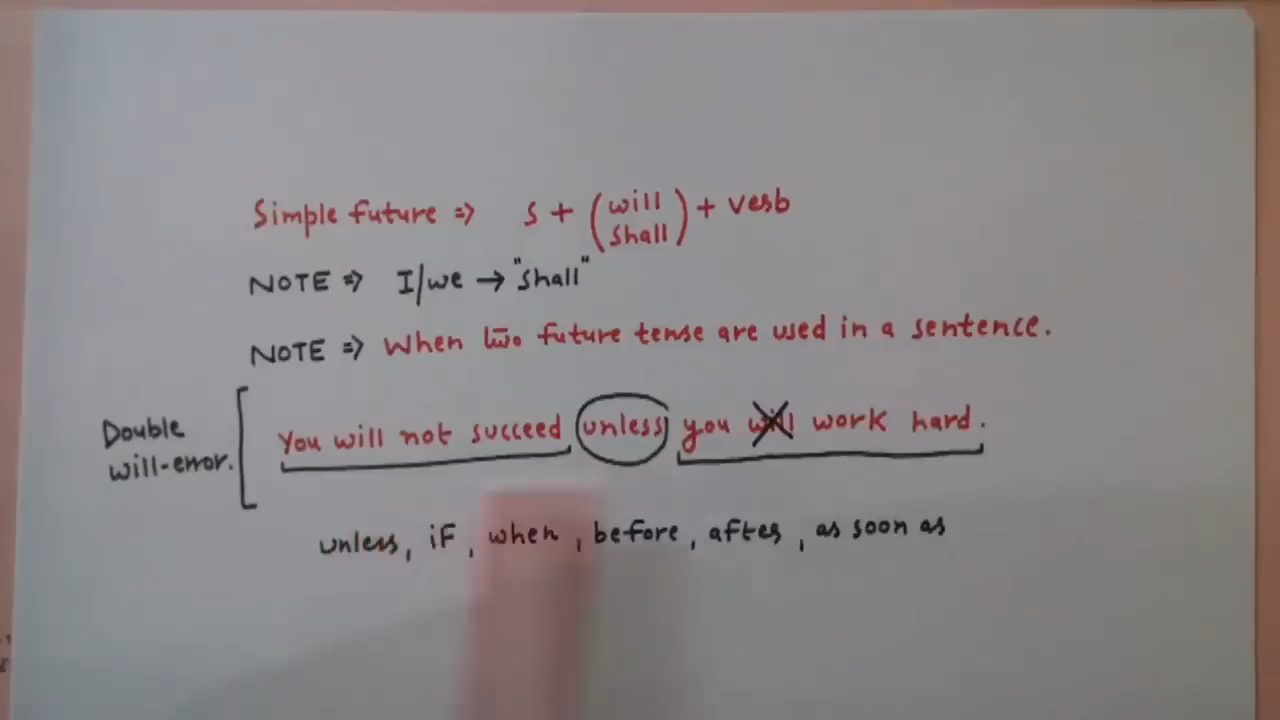 Simple future => S + (will shall) + verb
NOTE => I/we → "shall"
NOTE => When two future tense are used in a sentence.
Double will-error.
You will not succeed unless you will work hard.
unless, if, when, before, after, as soon as